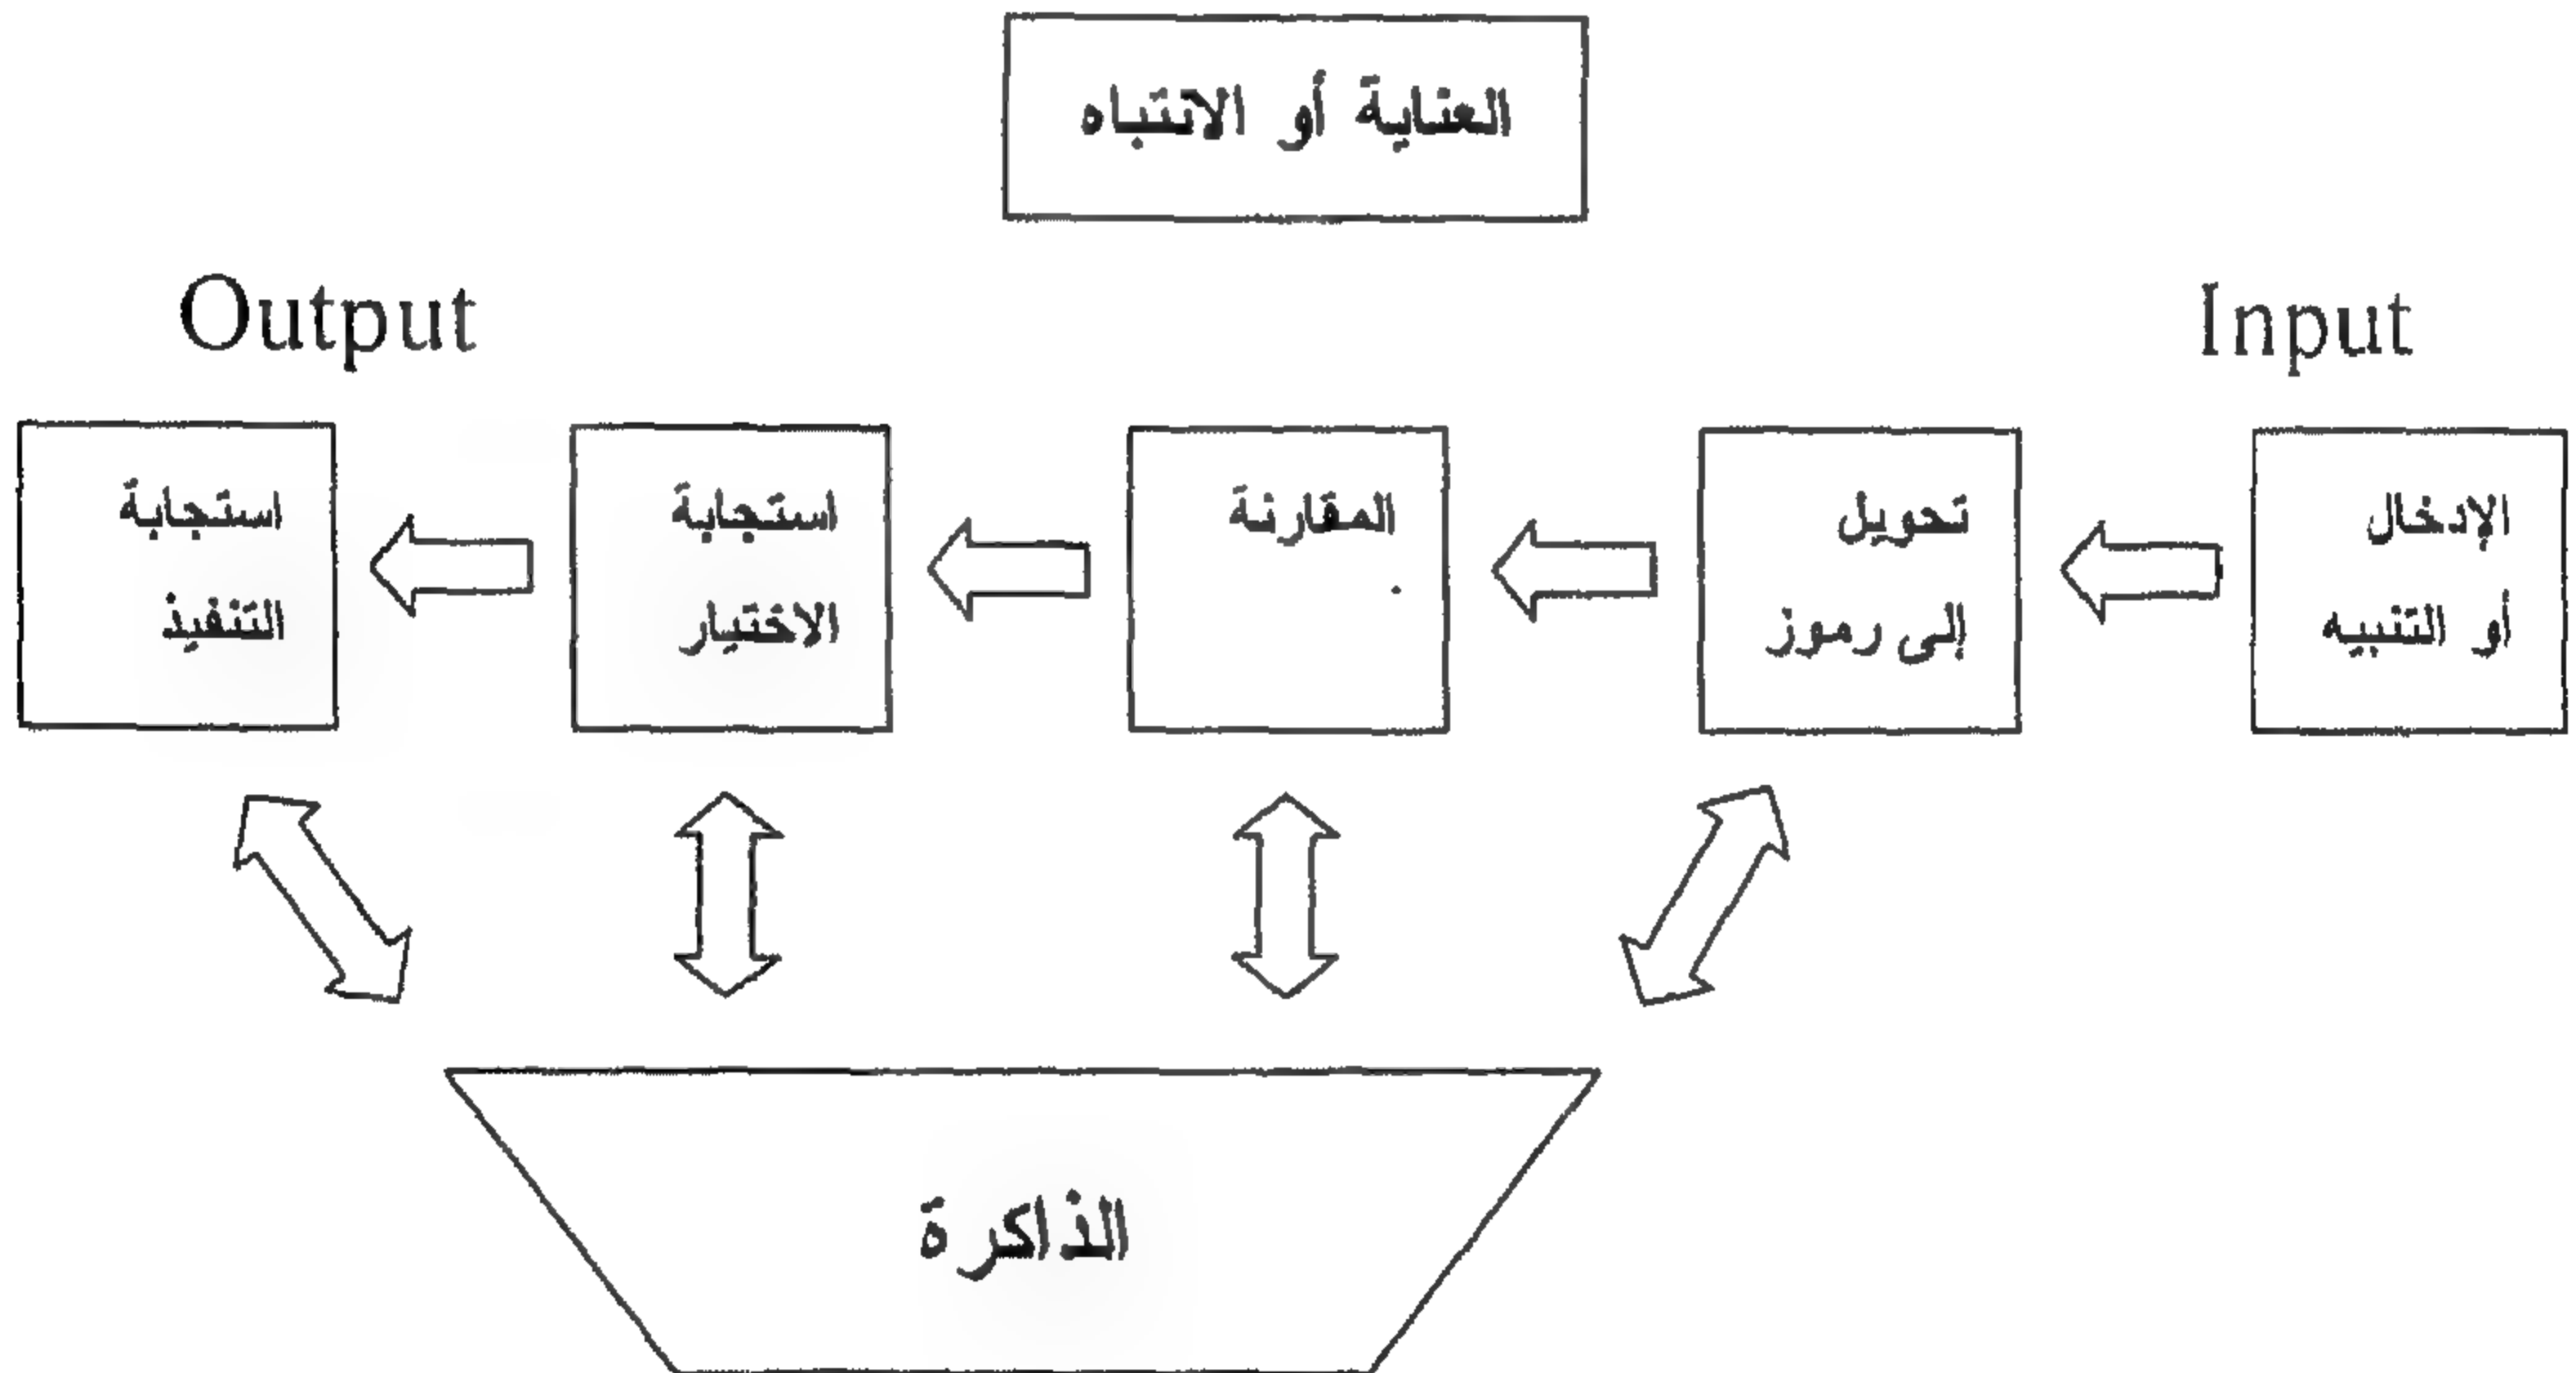 العناية أو الانتباه
Input
Output
الإدخال
أو التنبيه
تحويل
إلى رموز
المقارنة
استجابة
الاختيار
استجابة
التنفيذ
الذاكرة